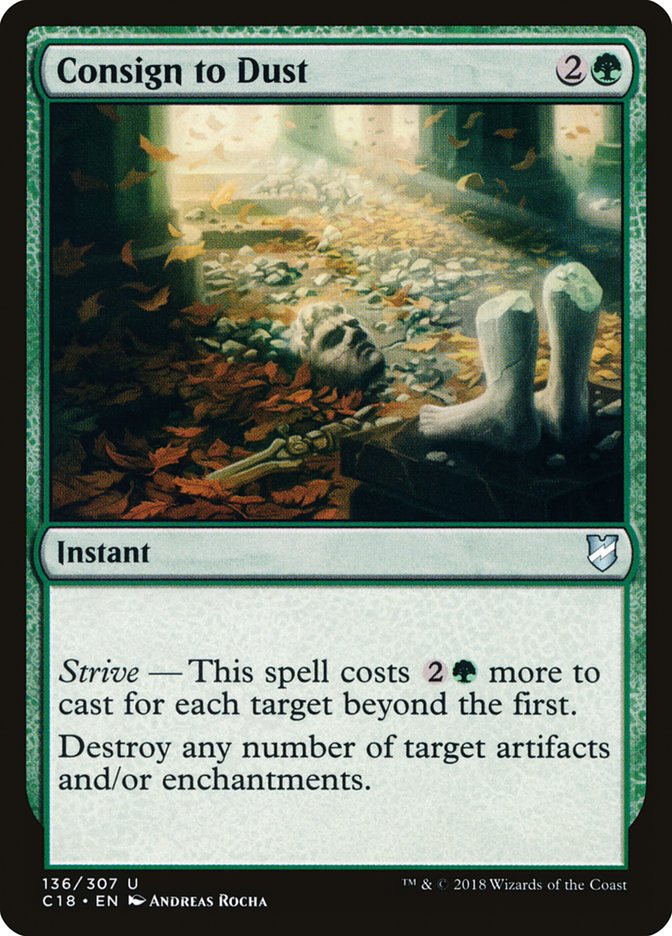 Consign to Dust 2
Instant
Strive — This spell costs 2 more to
cast for each target beyond the first.
Destroy any number of target artifacts
and/or enchantments.
136/307 U
C18 • EN Andreas Rocha
™ & © 2018 Wizards of the Coast